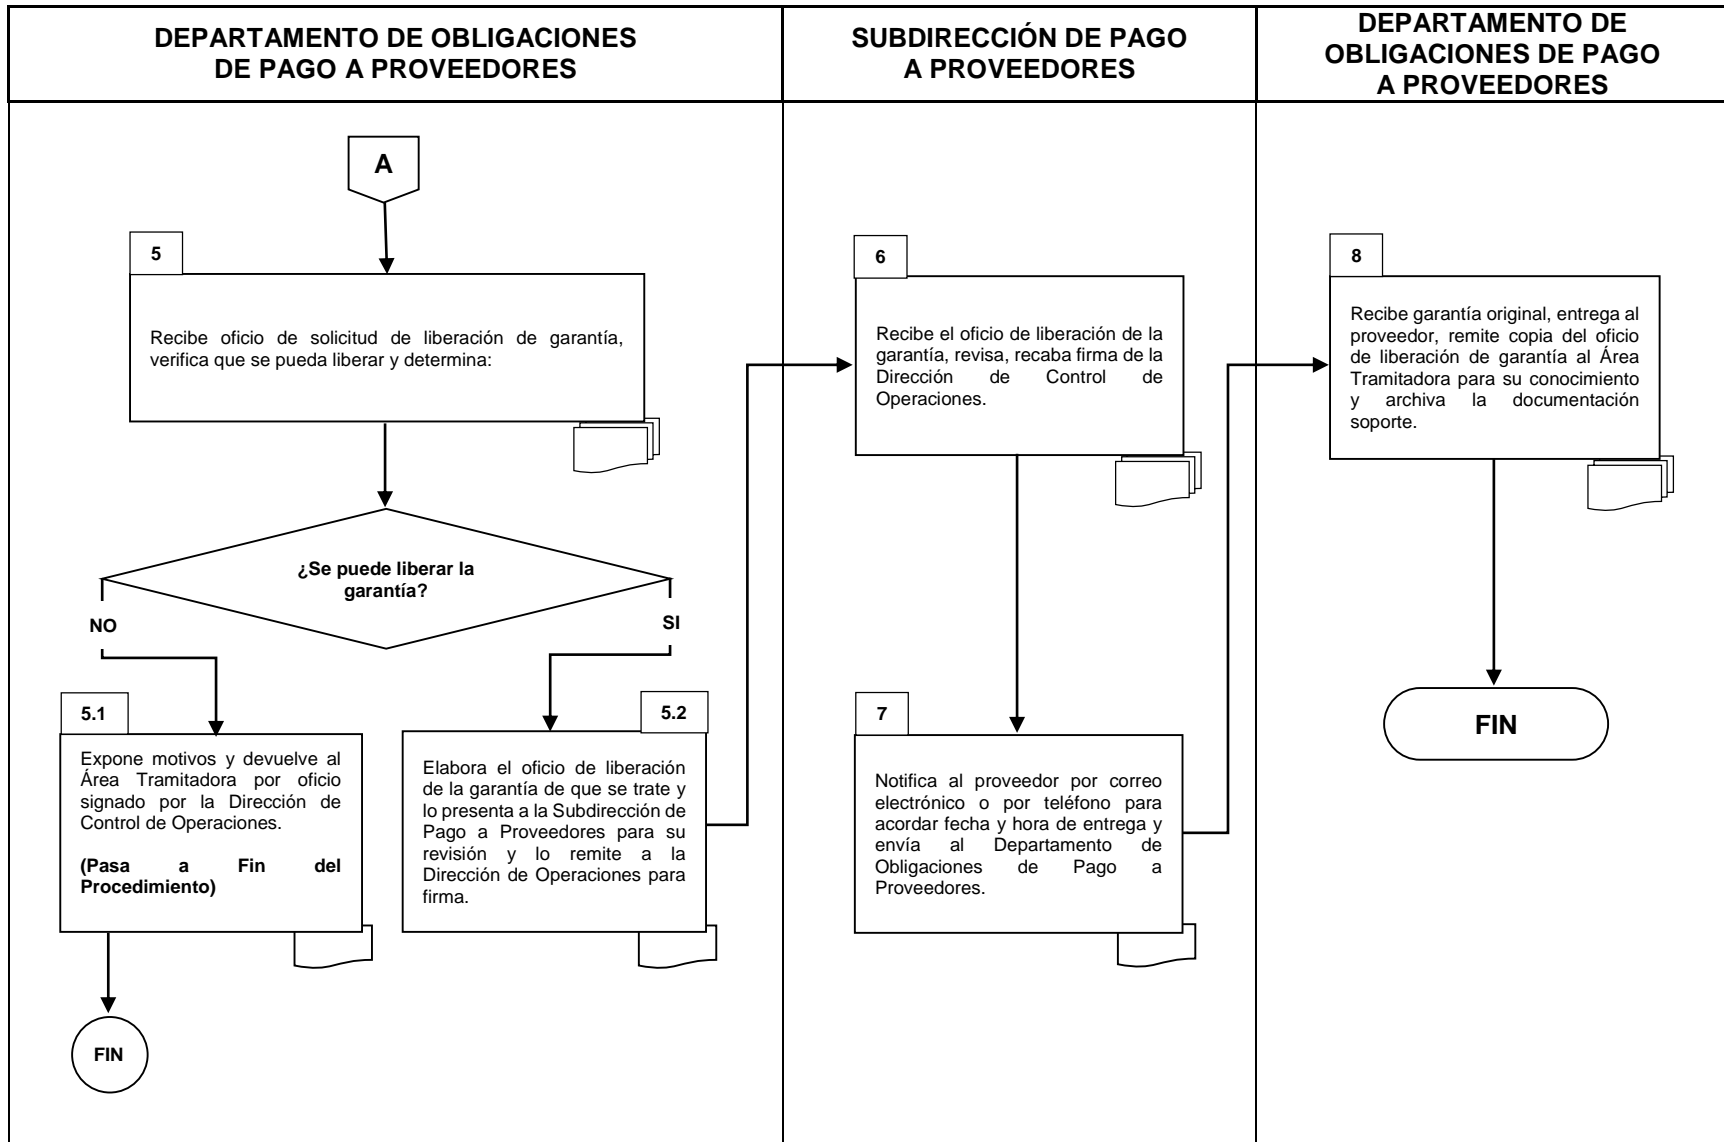 DEPARTAMENTO DE OBLIGACIONES
DE PAGO A PROVEEDORES
SUBDIRECCIÓN DE PAGO
A PROVEEDORES
DEPARTAMENTO DE
OBLIGACIONES DE PAGO
A PROVEEDORES
A
5
Recibe oficio de solicitud de liberación de garantía,
verifica que se pueda liberar y determina:
¿Se puede liberar la
garantía?
NO
SI
5.1
Expone motivos y devuelve al
Área Tramitadora por oficio
signado por la Dirección de
Control de Operaciones.
(Pasa a Fin del
Procedimiento)
FIN
5.2
Elabora el oficio de liberación
de la garantía de que se trate y
lo presenta a la Subdirección de
Pago a Proveedores para su
revisión y lo remite a la
Dirección de Operaciones para
firma.
6
Recibe el oficio de liberación de la
garantía, revisa, recaba firma de la
Dirección de Control de
Operaciones.
7
Notifica al proveedor por correo
electrónico o por teléfono para
acordar fecha y hora de entrega y
envía al Departamento de
Obligaciones de Pago a
Proveedores.
8
Recibe garantía original, entrega al
proveedor, remite copia del oficio
de liberación de garantía al Área
Tramitadora para su conocimiento
y archiva la documentación
soporte.
FIN